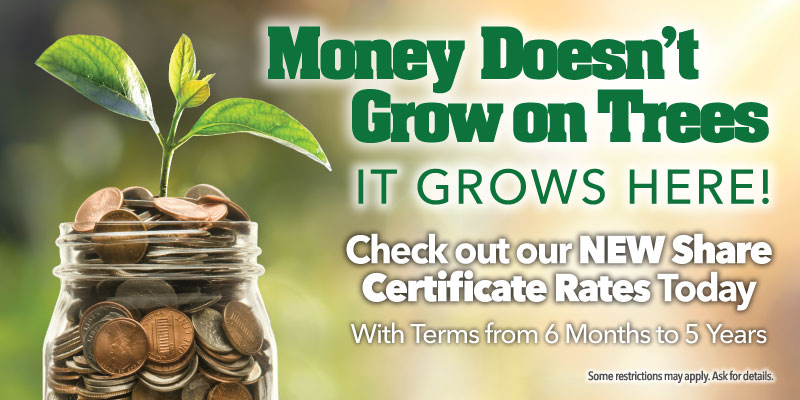 Money Doesn't
Grow on Trees
IT GROWS HERE!
Check out our NEW Share
Certificate Rates Today
With Terms from 6 Months to 5 Years
Some restrictions may apply. Ask for details.